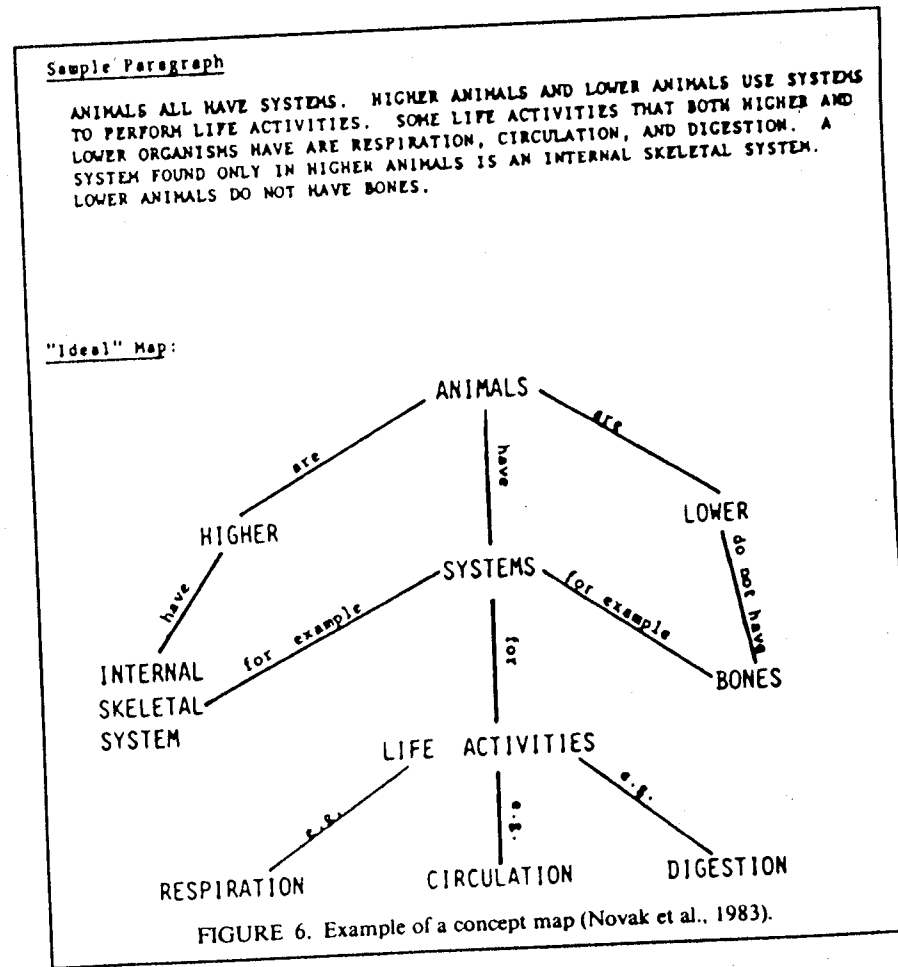 Sample Paragraph
ANIMALS ALL HAVE SYSTEMS. HIGHER ANIMALS AND LOWER ANIMALS USE SYSTEMS
TO PERFORM LIFE ACTIVITIES. SOME LIFE ACTIVITIES THAT BOTH HIGHER AND
LOWER ORGANISMS HAVE ARE RESPIRATION, CIRCULATION, AND DIGESTION. A
SYSTEM FOUND ONLY IN HIGHER ANIMALS IS AN INTERNAL SKELETAL SYSTEM.
LOWER ANIMALS DO NOT HAVE BONES.
"Ideal" Map:
ANIMALS
are
have
are
HIGHER
LOWER
have
SYSTEMS
do not have
for example
for example
for
INTERNAL
SKELETAL
SYSTEM
BONES
LIFE ACTIVITIES
e.g.
e.g.
e.g.
RESPIRATION
CIRCULATION
DIGESTION
FIGURE 6. Example of a concept map (Novak et al., 1983).